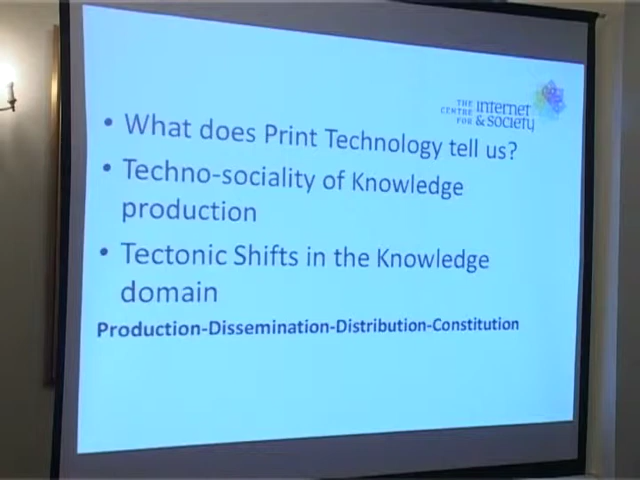 THE CENTRE FOR internet & society
• What does Print Technology tell us?
• Techno-sociality of Knowledge
production
• Tectonic Shifts in the Knowledge
domain
Production-Dissemination-Distribution-Constitution